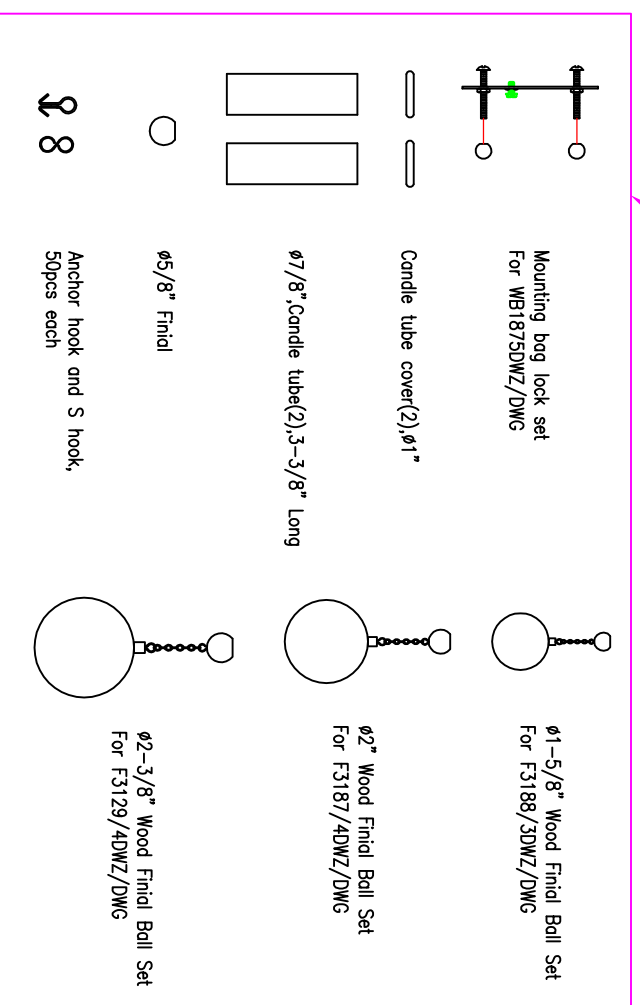 Mounting bag lock set
For WB1875DWZ/DWG
Candle tube cover(2),ø1"
ø7/8",Candle tube(2),3-3/8" Long
ø5/8" Finial
Anchor hook and S hook,
50pcs each
ø1-5/8" Wood Finial Ball Set
For F3188/3DWZ/DWG
ø2" Wood Finial Ball Set
For F3187/4DWZ/DWG
ø2-3/8" Wood Finial Ball Set
For F3129/4DWZ/DWG